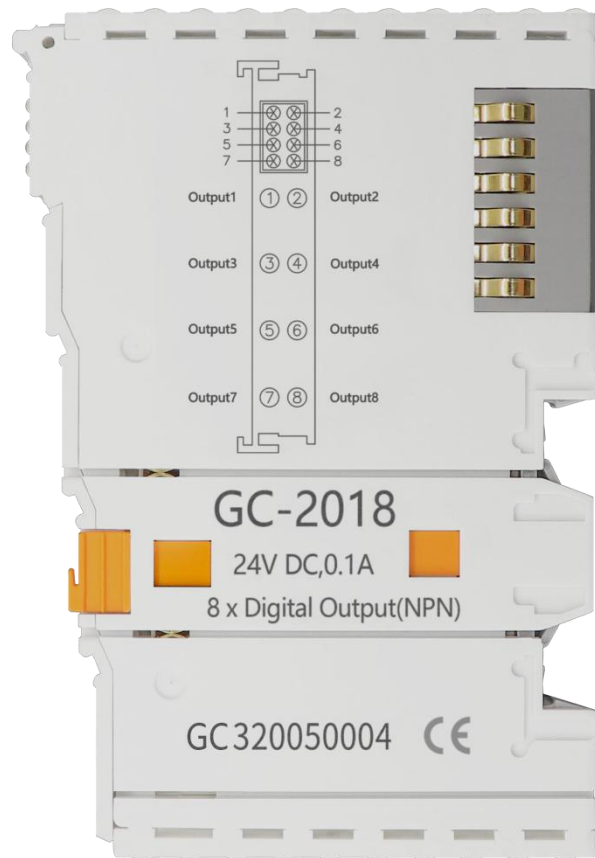 1 2
3 4
5 6
7 8
Output1 1 2 Output2
Output3 3 4 Output4
Output5 5 6 Output6
Output7 7 8 Output8
GC-2018
24V DC,0.1A
8 x Digital Output(NPN)
GC320050004 CE